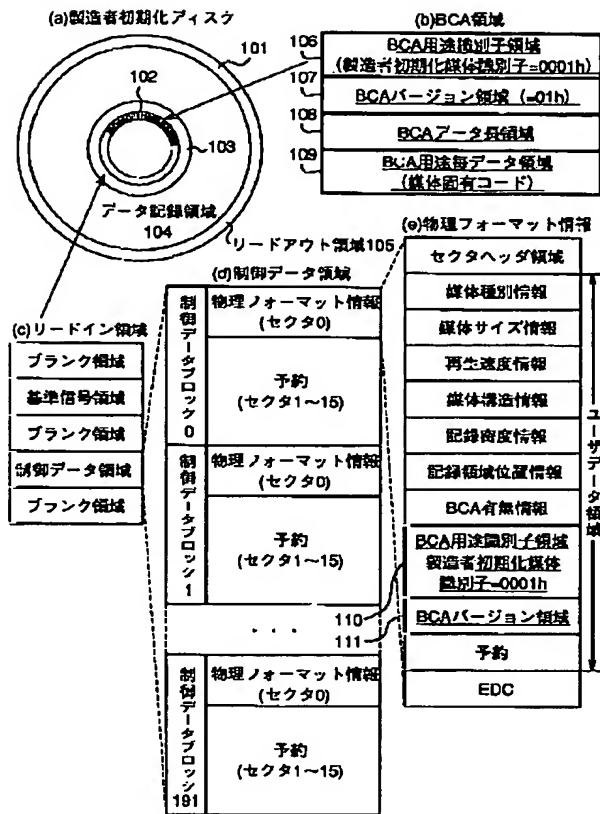 (a)製造者初期化ディスク
101
102
103
データ記録領域
104
リードアウト領域105
(b)BCA領域
106
BCA用途識別子領域
(製造者初期化媒体識別子=0001h)
107
BCAバージョン領域(=01h)
108
BCAデータ長領域
109
BCA用途毎データ領域
(媒体固有コード)
(c)リードイン領域
ブランク領域
基準信号領域
ブランク領域
制御データ領域
ブランク領域
(d)制御データ領域
制御データブロック0
物理フォーマット情報
(セクタ0)
予約
(セクタ1〜15)
制御データブロック1
物理フォーマット情報
(セクタ0)
予約
(セクタ1〜15)
・・・
制御データブロック191
物理フォーマット情報
(セクタ0)
予約
(セクタ1〜15)
(e)物理フォーマット情報
セクタヘッダ領域
媒体種別情報
媒体サイズ情報
再生速度情報
媒体構造情報
記録密度情報
記録領域位置情報
BCA有無情報
BCA用途識別子領域
製造者初期化媒体
識別子=0001h
110
BCAバージョン領域
111
予約
EDC
ユーザデータ領域